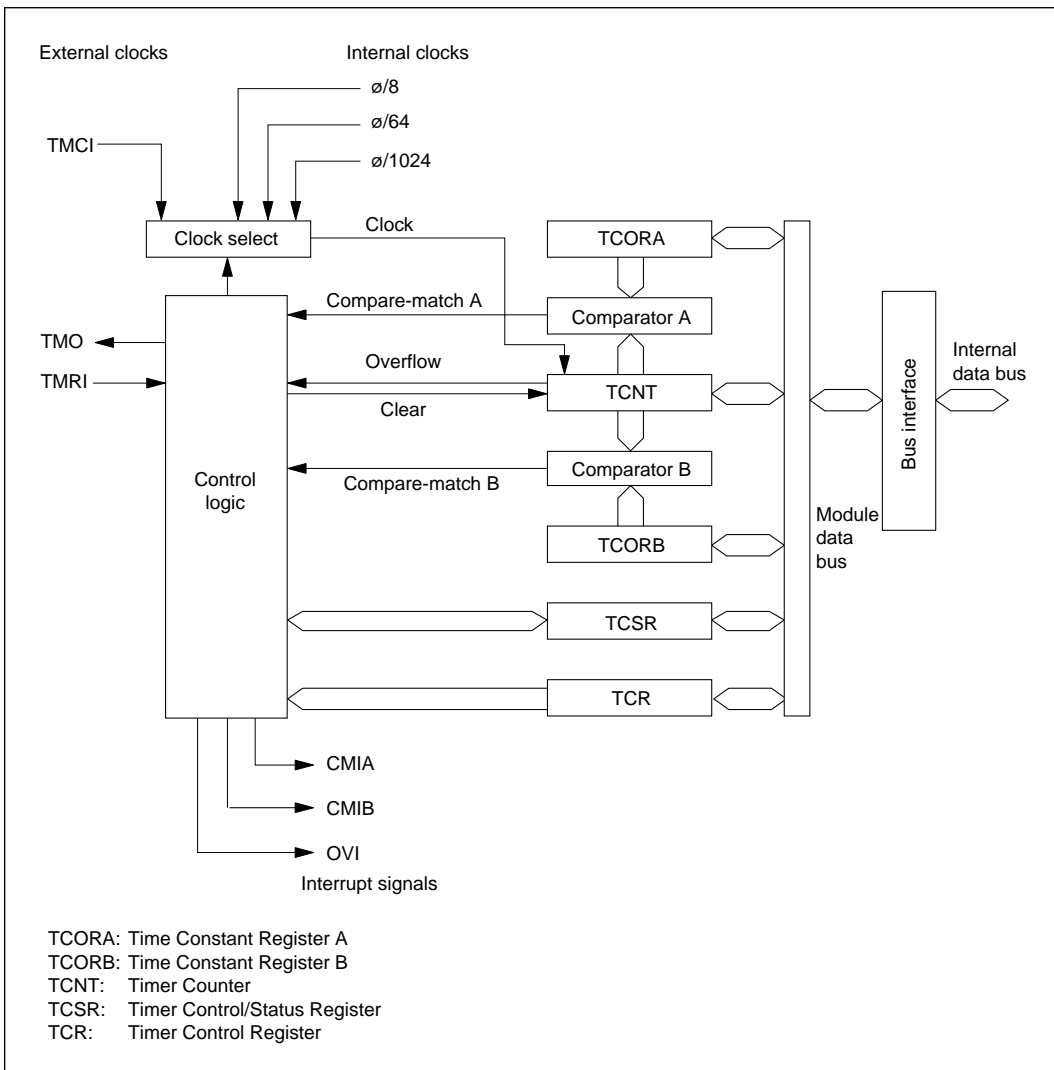 External clocks
Internal clocks
ø/8
ø/64
TMCI
ø/1024
Clock select
Clock
TCORA
Compare-match A
Comparator A
TMO
TMRI
Overflow
TCNT
Clear
Internal
data bus
Bus interface
Control
logic
Compare-match B
Comparator B
Module
data
bus
TCORB
TCSR
TCR
CMIA
CMIB
OVI
Interrupt signals
TCORA: Time Constant Register A
TCORB: Time Constant Register B
TCNT: Timer Counter
TCSR: Timer Control/Status Register
TCR: Timer Control Register